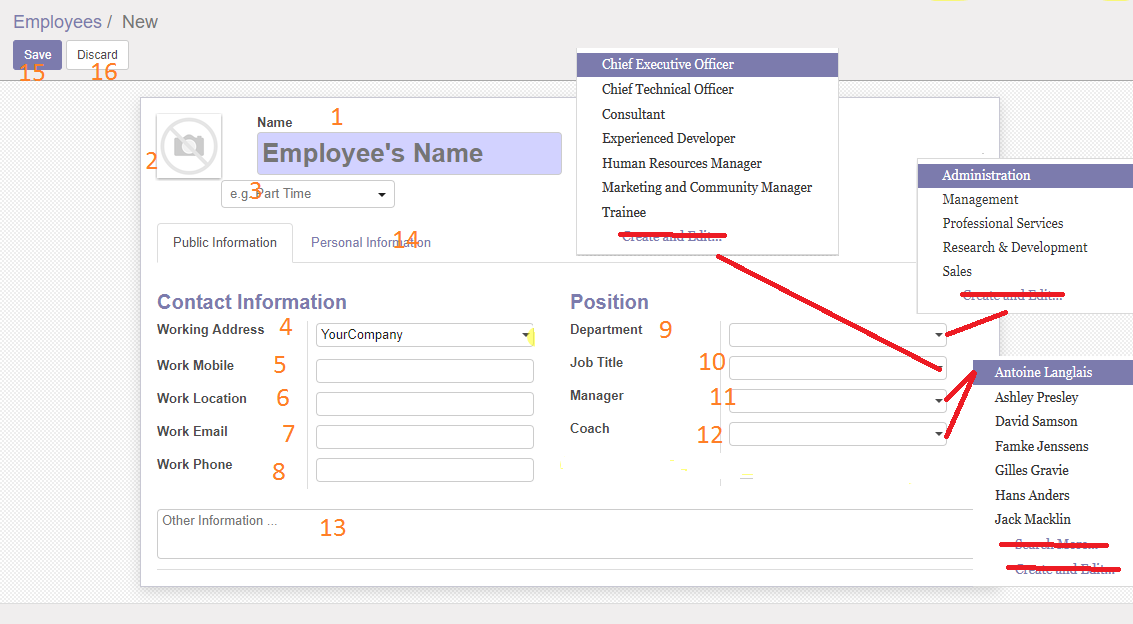 Employees / New
Save Discard
15 16
Name 1
Employee's Name
2
3
e.g. Part Time
Public Information Personal Information
14
Contact Information
Working Address 4 YourCompany
Work Mobile 5
Work Location 6
Work Email 7
Work Phone 8
Position
Department 9
Job Title 10
Manager 11
Coach 12
Other Information ...
13
Chief Executive Officer
Chief Technical Officer
Consultant
Experienced Developer
Human Resources Manager
Marketing and Community Manager
Trainee
Create and Edit...
Administration
Management
Professional Services
Research & Development
Sales
Create and Edit...
Antoine Langlais
Ashley Presley
David Samson
Famke Jenssens
Gilles Gravie
Hans Anders
Jack Macklin
Search More...
Create and Edit...